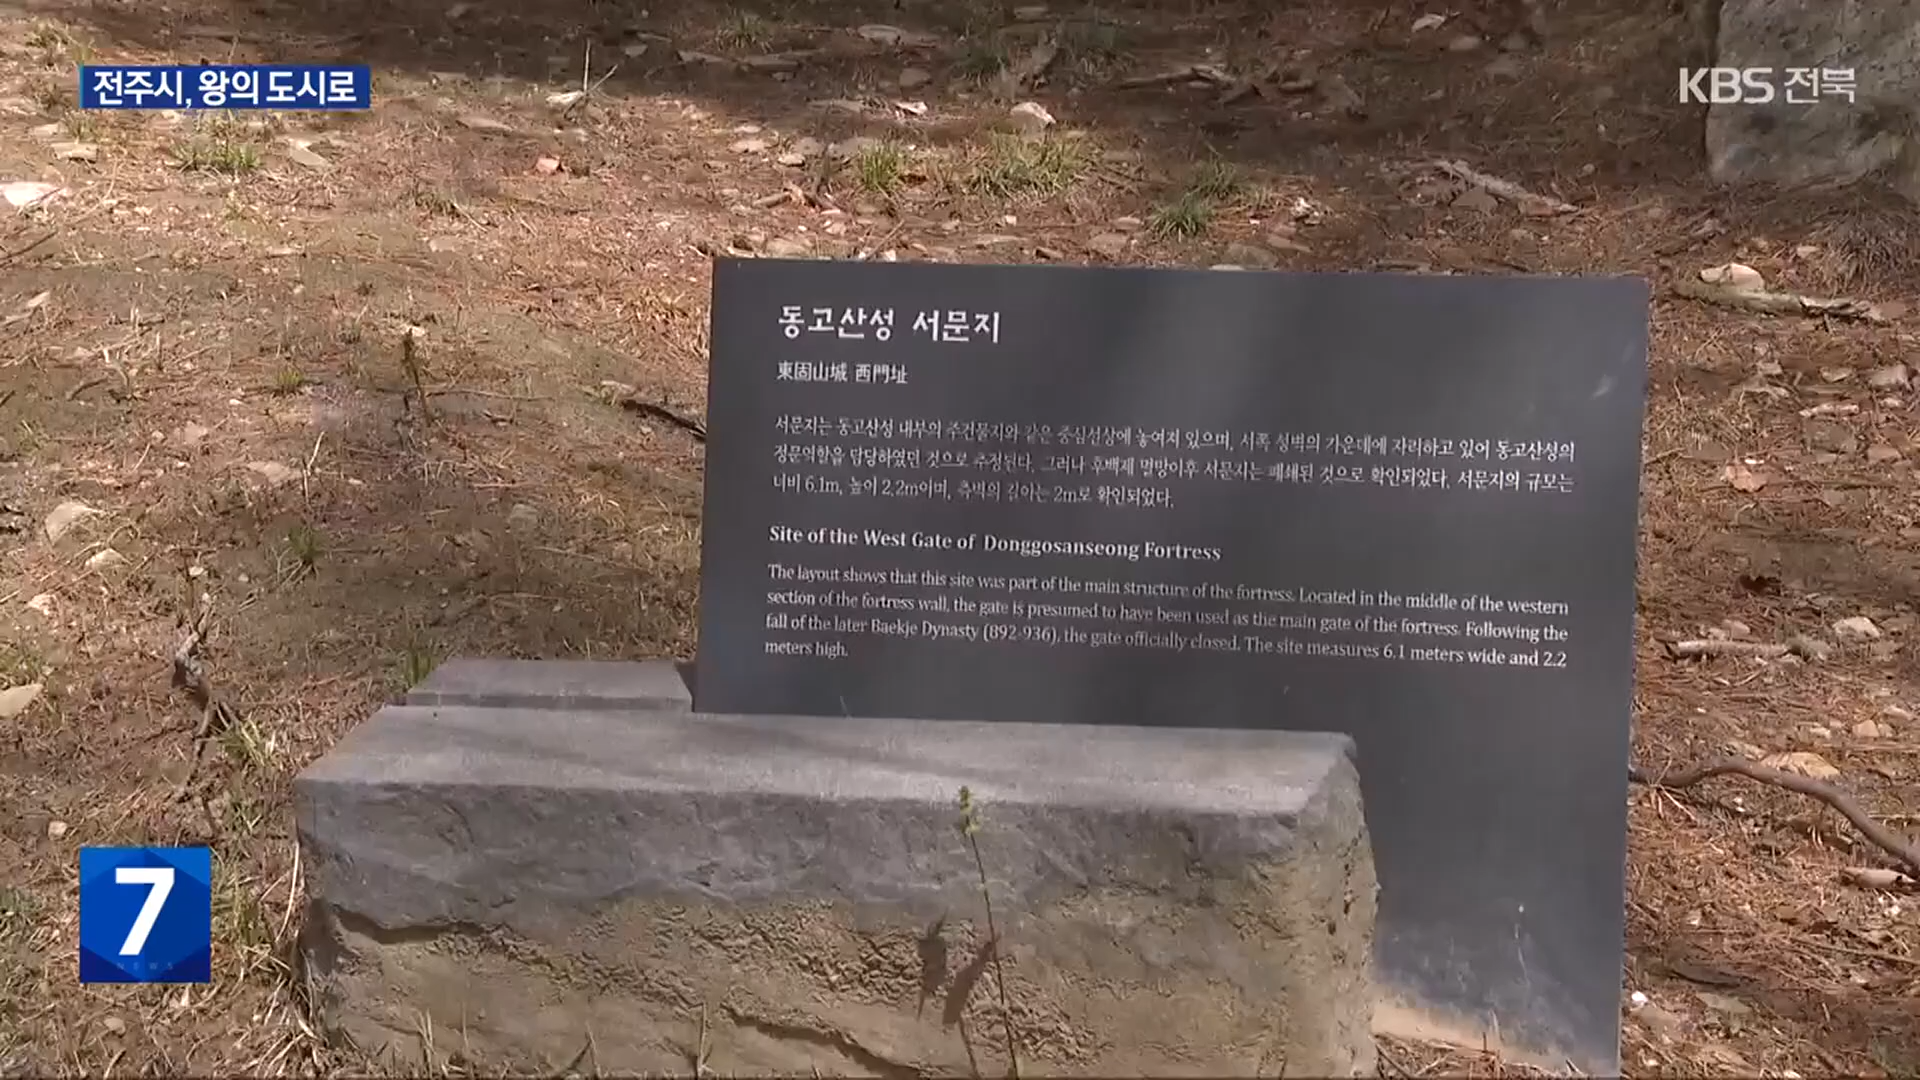 전주시, 왕의 도시로
KBS 전북
동고산성 서문지
東固山城 西門址
서문지는 동고산성 내부의 주건물지와 같은 중심선상에 놓여져 있으며, 서쪽 성벽의 가운데에 자리하고 있어 동고산성의
정문역할을 담당하였던 것으로 추정된다. 그러나 후백제 멸망이후 서문지는 폐쇄된 것으로 확인되었다. 서문지의 규모는
너비 6.1m, 높이 2.2m이며, 측벽의 길이는 2m로 확인되었다.
Site of the West Gate of Donggosanseong Fortress
The layout shows that this site was part of the main structure of the fortress. Located in the middle of the western
section of the fortress wall, the gate is presumed to have been used as the main gate of the fortress. Following the
fall of the later Baekje Dynasty (892-936), the gate officially closed. The site measures 6.1 meters wide and 2.2
meters high.
7
NEWS